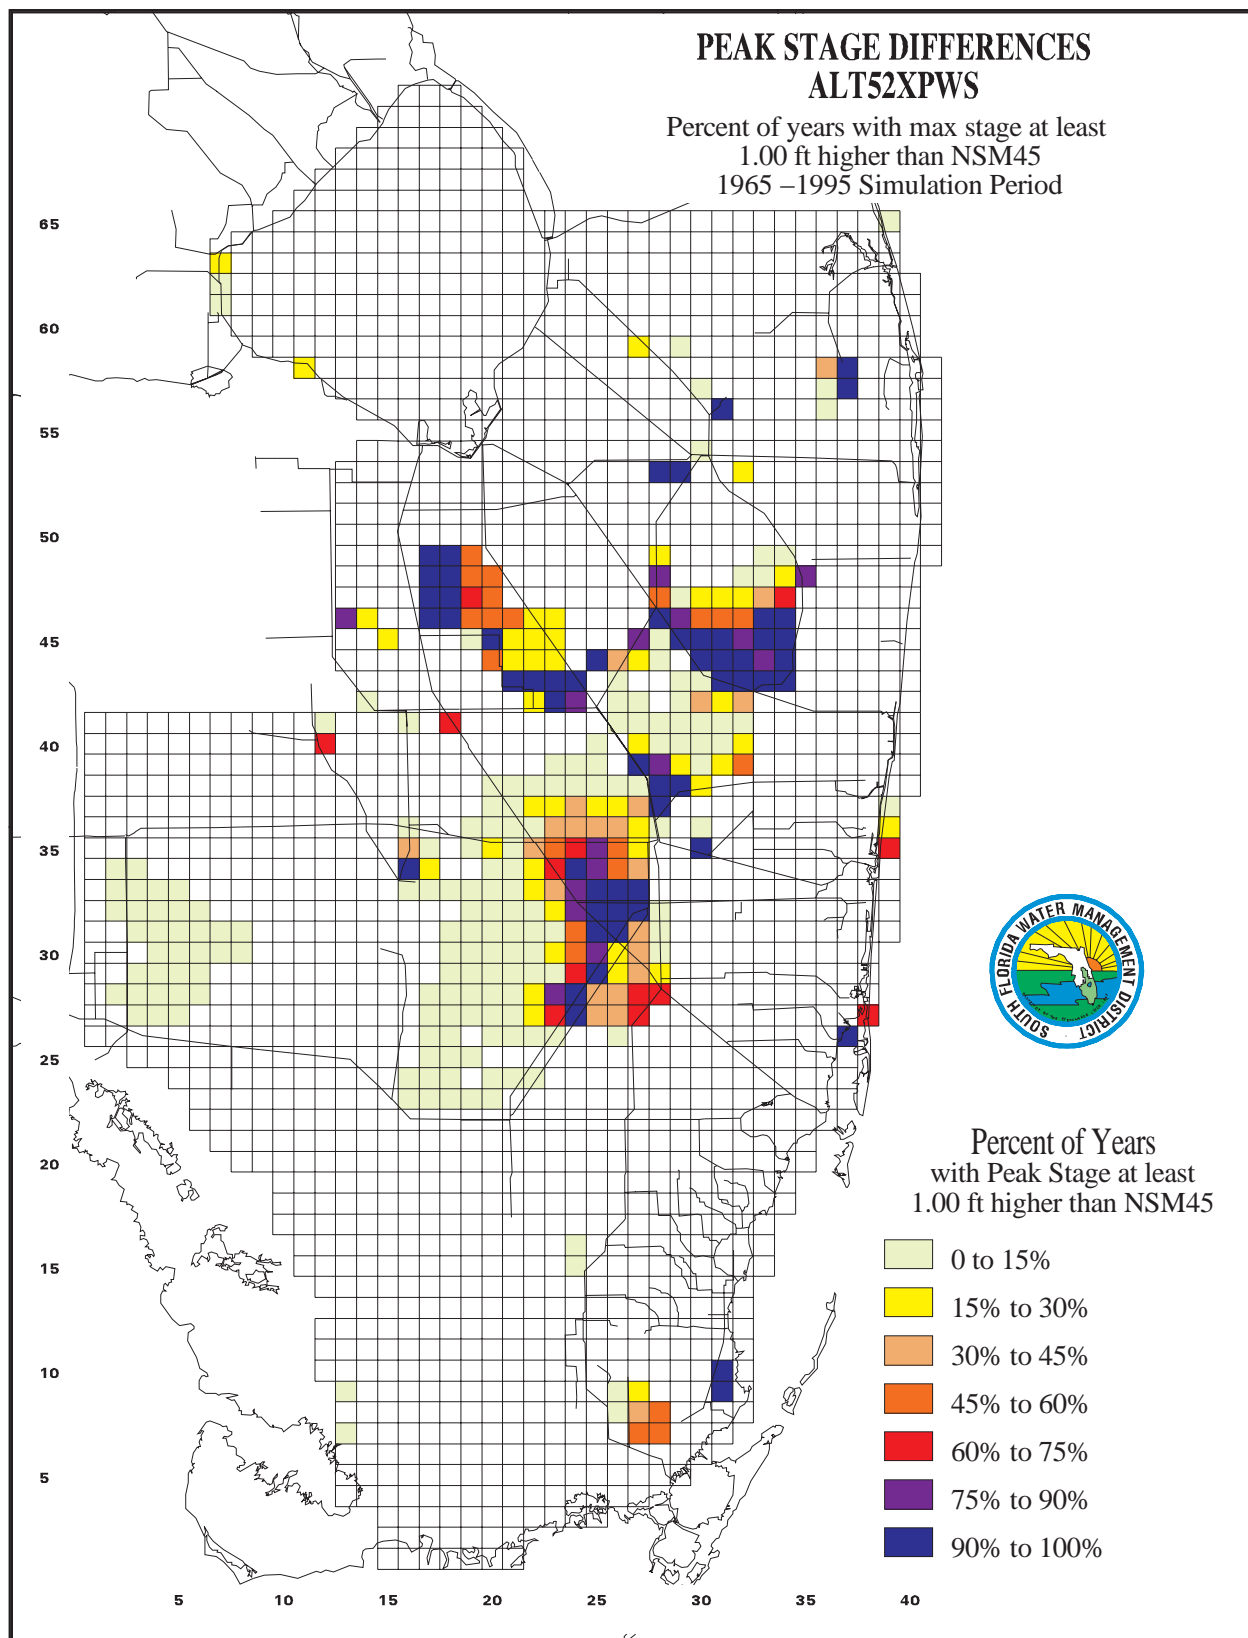 PEAK STAGE DIFFERENCES
ALT52XPWS
Percent of years with max stage at least
1.00 ft higher than NSM45
1965 –1995 Simulation Period
65
60
55
50
45
40
35
30
25
20
15
10
5
SOUTH FLORIDA WATER MANAGEMENT DISTRICT
Percent of Years
with Peak Stage at least
1.00 ft higher than NSM45
0 to 15%
15% to 30%
30% to 45%
45% to 60%
60% to 75%
75% to 90%
90% to 100%
5 10 15 20 25 30 35 40
“